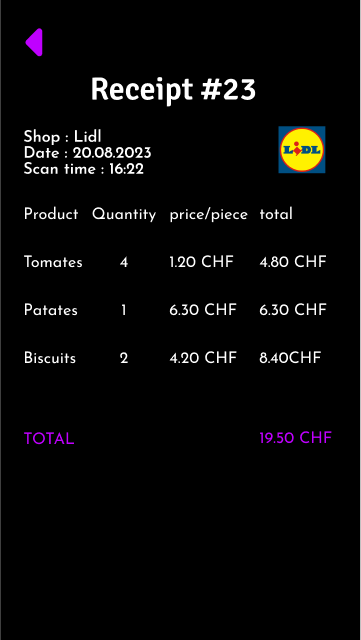 Receipt #23
Shop : Lidl
Date : 20.08.2023
Scan time : 16:22
LIDL
Product Quantity price/piece total
Tomates 4 1.20 CHF 4.80 CHF
Patates 1 6.30 CHF 6.30 CHF
Biscuits 2 4.20 CHF 8.40CHF
TOTAL 19.50 CHF